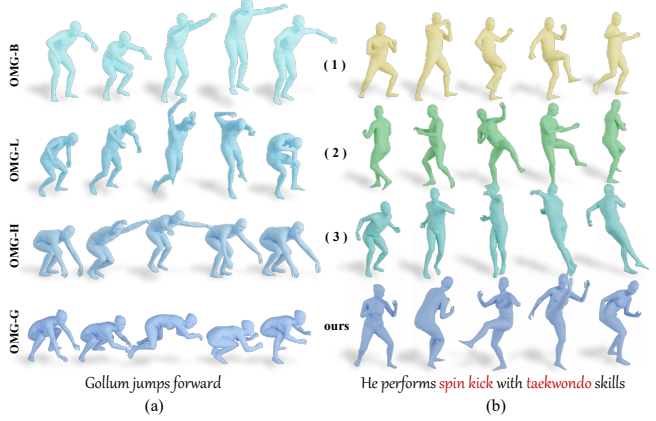 OMG-B
OMG-L
OMG-H
OMG-G
Gollum jumps forward
(a)
(1)
(2)
(3)
ours
He performs spin kick with taekwondo skills
(b)